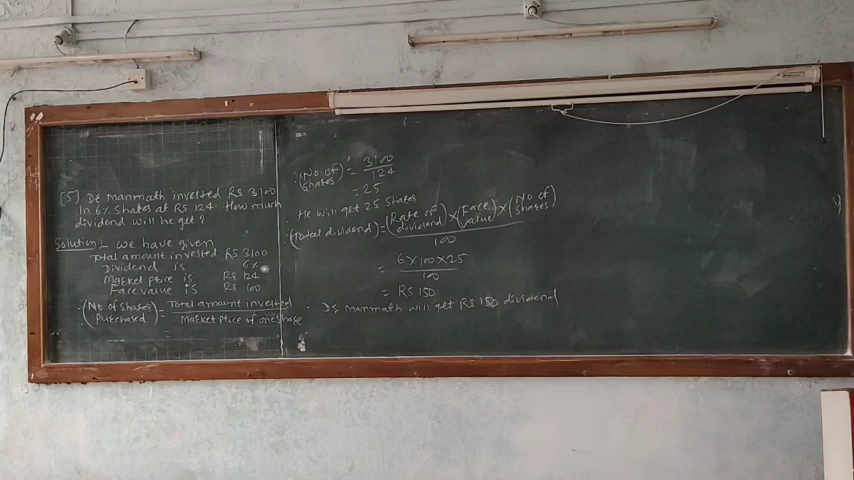 [5] Dr manmath invested Rs 3100
In 6% shares at Rs 124. How much
dividend will he get?
Solution - we have given
Total amount invested Rs 3100
Dividend is 6%
Market price is Rs 124
Face value is Rs 100
∴ (No of shares purchased) = Total amount invested / Market price of one share
∴ (No. of shares) = 3100 / 124
= 25
∴ He will get 25 shares
∴ (Total dividend) = (Rate of dividend) × (Face value) × (No of shares) / 100
= 6 × 100 × 25 / 100
= Rs 150
∴ Dr manmath will get Rs 150 dividend